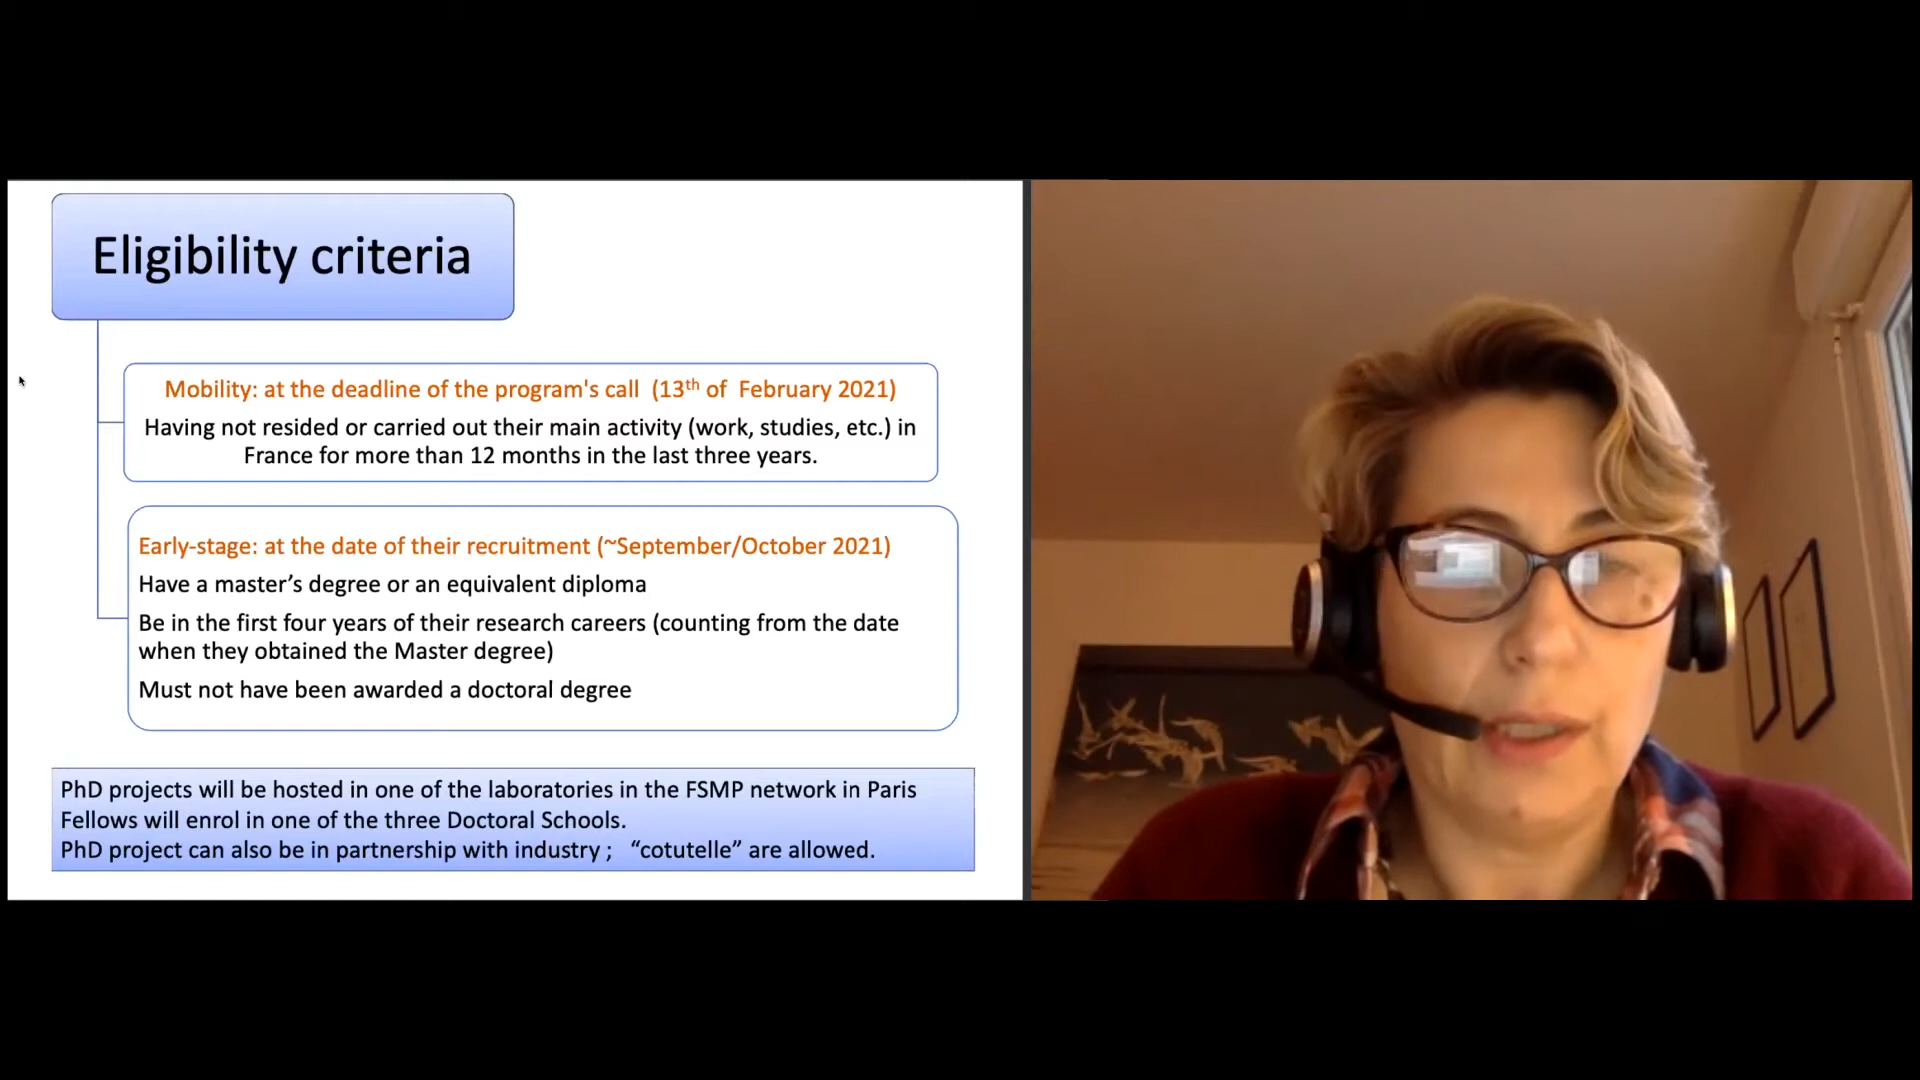 Eligibility criteria
Mobility: at the deadline of the program's call (13th of February 2021)
Having not resided or carried out their main activity (work, studies, etc.) in
France for more than 12 months in the last three years.
Early-stage: at the date of their recruitment (~September/October 2021)
Have a master’s degree or an equivalent diploma
Be in the first four years of their research careers (counting from the date
when they obtained the Master degree)
Must not have been awarded a doctoral degree
PhD projects will be hosted in one of the laboratories in the FSMP network in Paris
Fellows will enrol in one of the three Doctoral Schools.
PhD project can also be in partnership with industry ; “cotutelle” are allowed.